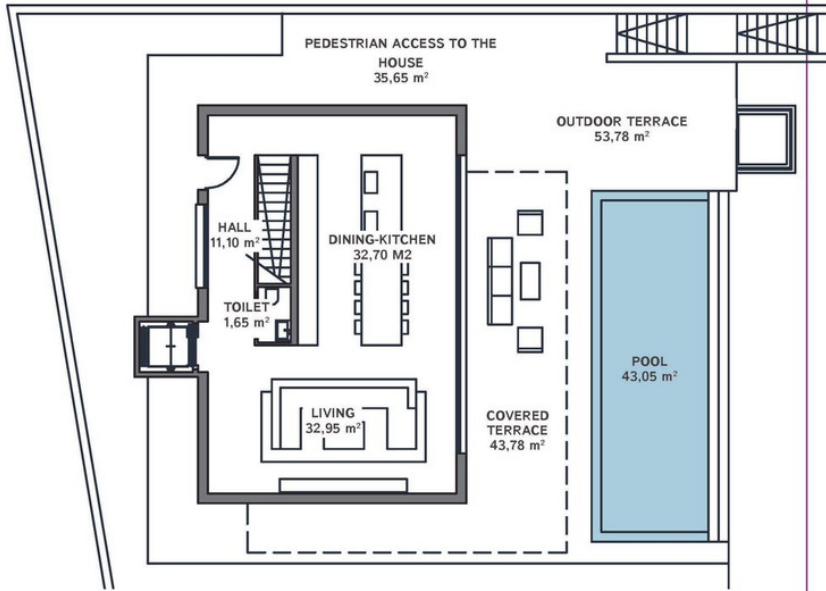 PEDESTRIAN ACCESS TO THE
HOUSE
35,65 m²
OUTDOOR TERRACE
53,78 m²
HALL
11,10 m²
DINING-KITCHEN
32,70 M2
TOILET
1,65 m²
POOL
43,05 m²
LIVING
32,95 m²
COVERED
TERRACE
43,78 m²